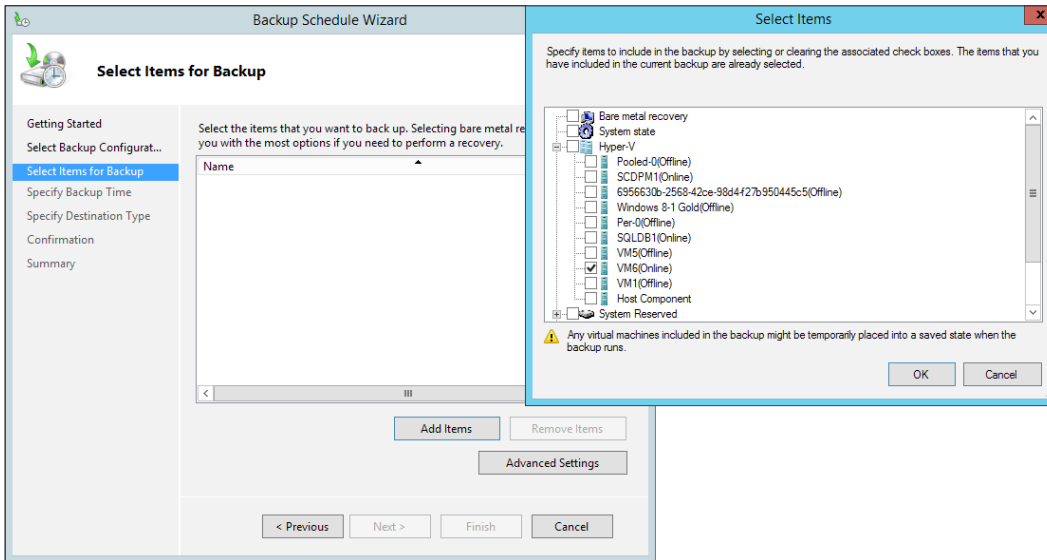 Backup Schedule Wizard
Select Items for Backup
Getting Started
Select Backup Configurat...
Select Items for Backup
Specify Backup Time
Specify Destination Type
Confirmation
Summary
Select the items that you want to back up. Selecting bare metal re
you with the most options if you need to perform a recovery.
Name
Add Items
Remove Items
Advanced Settings
< Previous
Next >
Finish
Cancel
Select Items
x
Specify items to include in the backup by selecting or clearing the associated check boxes. The items that you
have included in the current backup are already selected.
Bare metal recovery
System state
Hyper-V
Pooled-0(Offline)
SCDPM1(Online)
6956630b-2568-42ce-98d4-f27b950445c5(Offline)
Windows 8-1 Gold(Offline)
Per-0(Offline)
SQLDB1(Online)
VM5(Offline)
VM6(Online)
VM1(Offline)
Host Component
System Reserved
Any virtual machines included in the backup might be temporarily placed into a saved state when the
backup runs.
OK
Cancel